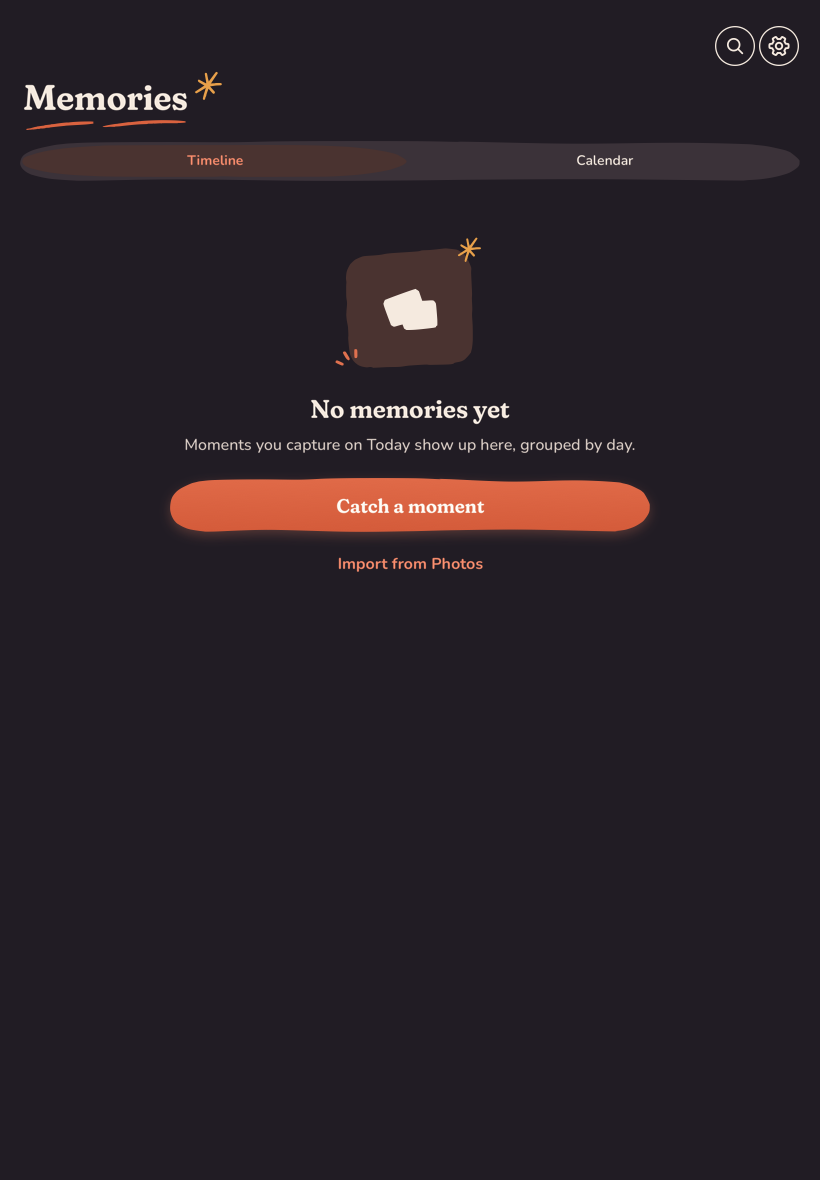 Memories
Timeline
Calendar
No memories yet
Moments you capture on Today show up here, grouped by day.
Catch a moment
Import from Photos